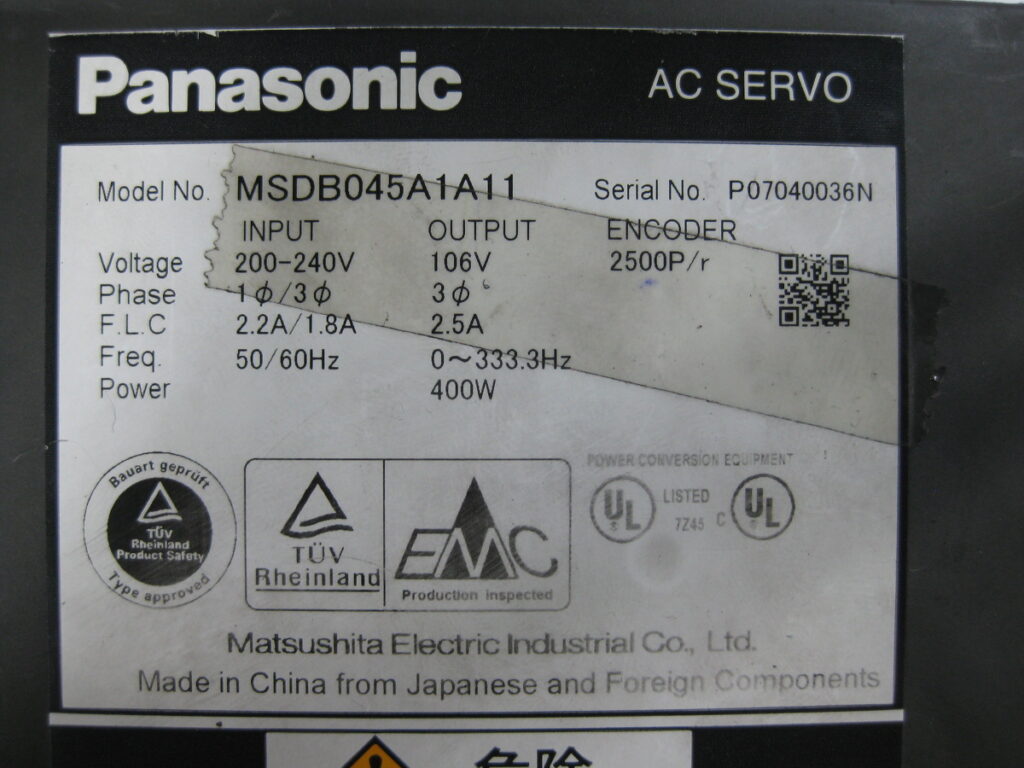 Panasonic AC SERVO
Model No. MSDB045A1A11 Serial No. P07040036N
INPUT OUTPUT ENCODER
Voltage 200-240V 106V 2500P/r
Phase 1ϕ/3ϕ 3ϕ
F.L.C 2.2A/1.8A 2.5A
Freq. 50/60Hz 0～333.3Hz
Power 400W
POWER CONVERSION EQUIPMENT
Bauart geprüft
TÜV
Rheinland
Product Safety
Type approved
TÜV
Rheinland
EMC
Production inspected
UL LISTED C UL
7Z45
Matsushita Electric Industrial Co., Ltd.
Made in China from Japanese and Foreign Components
危険